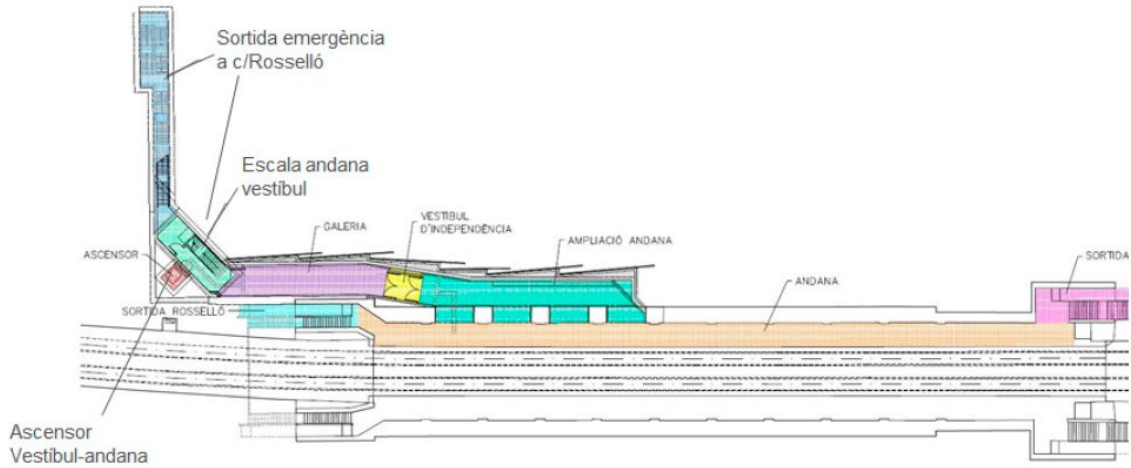 Sortida emergència
a c/Rosselló
Escala andana
vestíbul
GALERIA
VESTIBUL
D'INDEPENDÈNCIA
AMPLIACIÓ ANDANA
ASCENSOR
SORTIDA
ANDANA
SORTIDA ROSSELLÓ
Ascensor
Vestíbul-andana